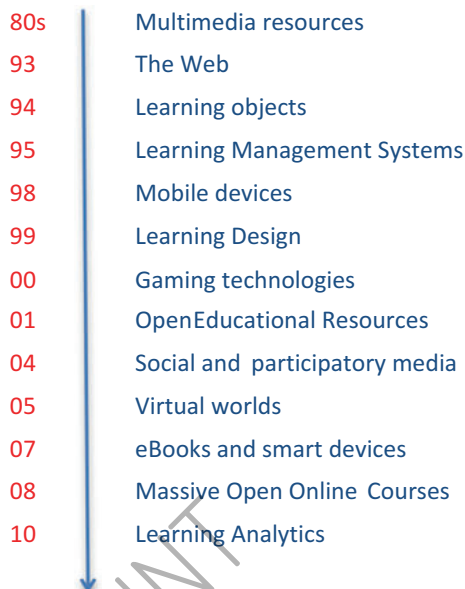 80s Multimedia resources
93 The Web
94 Learning objects
95 Learning Management Systems
98 Mobile devices
99 Learning Design
00 Gaming technologies
01 OpenEducational Resources
04 Social and participatory media
05 Virtual worlds
07 eBooks and smart devices
08 Massive Open Online Courses
10 Learning Analytics